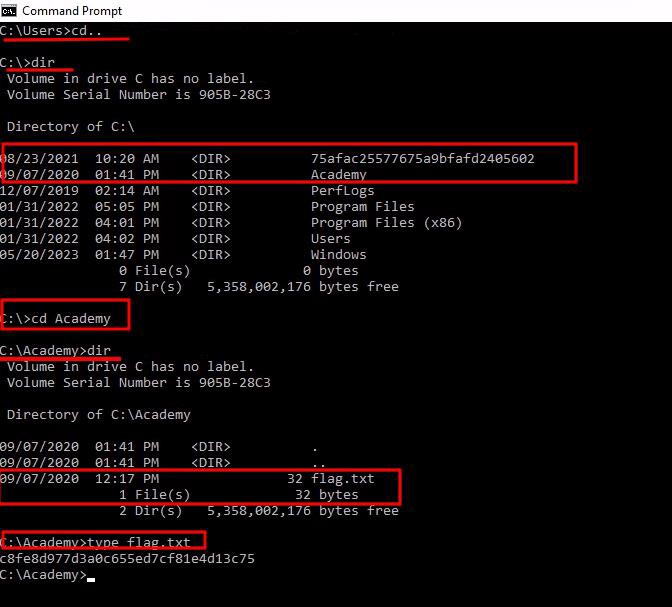 Command Prompt
C:\Users>cd..
C:\>dir
Volume in drive C has no label.
Volume Serial Number is 905B-28C3
Directory of C:\
08/23/2021  10:20 AM    <DIR>          75afac25577675a9bfafd2405602
09/07/2020  01:41 PM    <DIR>          Academy
12/07/2019  02:14 AM    <DIR>          PerfLogs
01/31/2022  05:05 PM    <DIR>          Program Files
01/31/2022  04:01 PM    <DIR>          Program Files (x86)
01/31/2022  04:02 PM    <DIR>          Users
05/20/2023  01:47 PM    <DIR>          Windows
0 File(s)              0 bytes
7 Dir(s)   5,358,002,176 bytes free
C:\>cd Academy
C:\Academy>dir
Volume in drive C has no label.
Volume Serial Number is 905B-28C3
Directory of C:\Academy
09/07/2020  01:41 PM    <DIR>          .
09/07/2020  01:41 PM    <DIR>          ..
09/07/2020  12:17 PM                32 flag.txt
1 File(s)             32 bytes
2 Dir(s)   5,358,002,176 bytes free
C:\Academy>type flag.txt
c8fe8d977d3a0c655ed7cf81e4d13c75
C:\Academy>